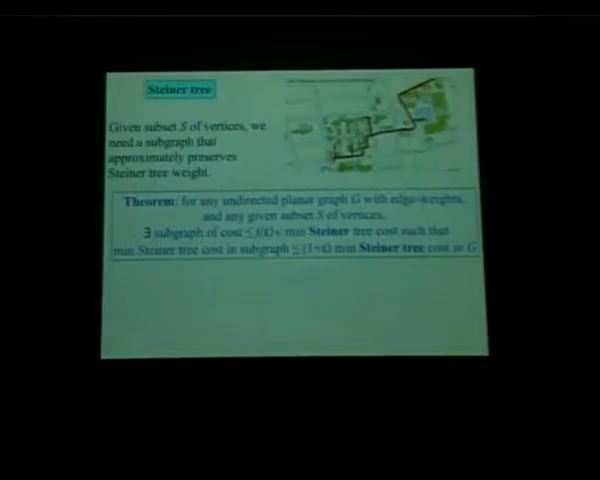 Steiner tree
Given subset S of vertices, we
need a subgraph that
approximately preserves
Steiner tree weight.
Theorem: for any undirected planar graph G with edge-weights,
and any given subset S of vertices,
∃ subgraph of cost ≤ f(ε) × min Steiner tree cost such that
min Steiner tree cost in subgraph ≤ (1+ε) min Steiner tree cost in G